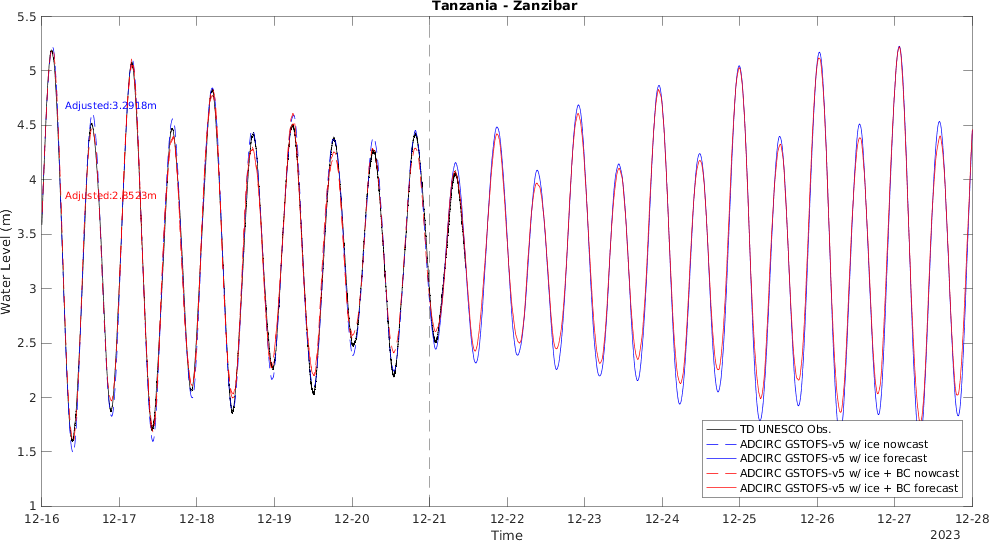 Tanzania - Zanzibar
5.5
5
4.5
4
3.5
3
2.5
2
1.5
1
Water Level (m)
Adjusted:3.2918m
Adjusted:2.8523m
TD UNESCO Obs.
ADCIRC GSTOFS-v5 w/ ice nowcast
ADCIRC GSTOFS-v5 w/ ice forecast
ADCIRC GSTOFS-v5 w/ ice + BC nowcast
ADCIRC GSTOFS-v5 w/ ice + BC forecast
12-16 12-17 12-18 12-19 12-20 12-21 12-22 12-23 12-24 12-25 12-26 12-27 12-28
Time
2023